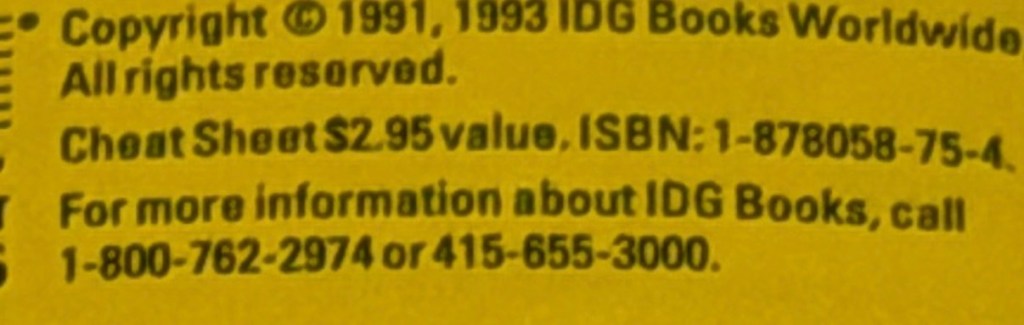 Copyright © 1991, 1993 IDG Books Worldwide
All rights reserved.
Cheat Sheet $2.95 value. ISBN: 1-878058-75-4.
For more information about IDG Books, call
1-800-762-2974 or 415-655-3000.